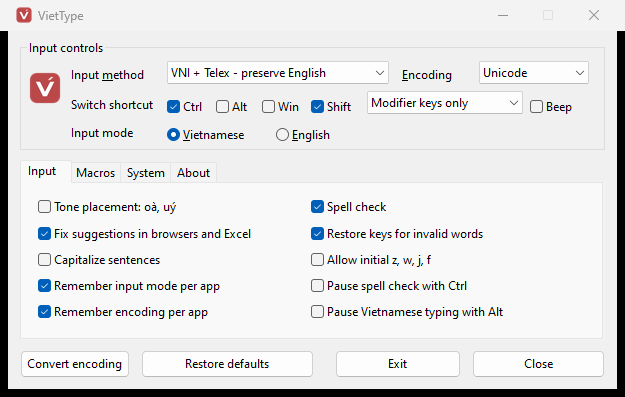 VietType
Input controls
Input method VNI + Telex - preserve English Encoding Unicode
Switch shortcut Ctrl Alt Win Shift Modifier keys only Beep
Input mode Vietnamese English
Input Macros System About
Tone placement: oà, uý Spell check
Fix suggestions in browsers and Excel Restore keys for invalid words
Capitalize sentences Allow initial z, w, j, f
Remember input mode per app Pause spell check with Ctrl
Remember encoding per app Pause Vietnamese typing with Alt
Convert encoding Restore defaults Exit Close